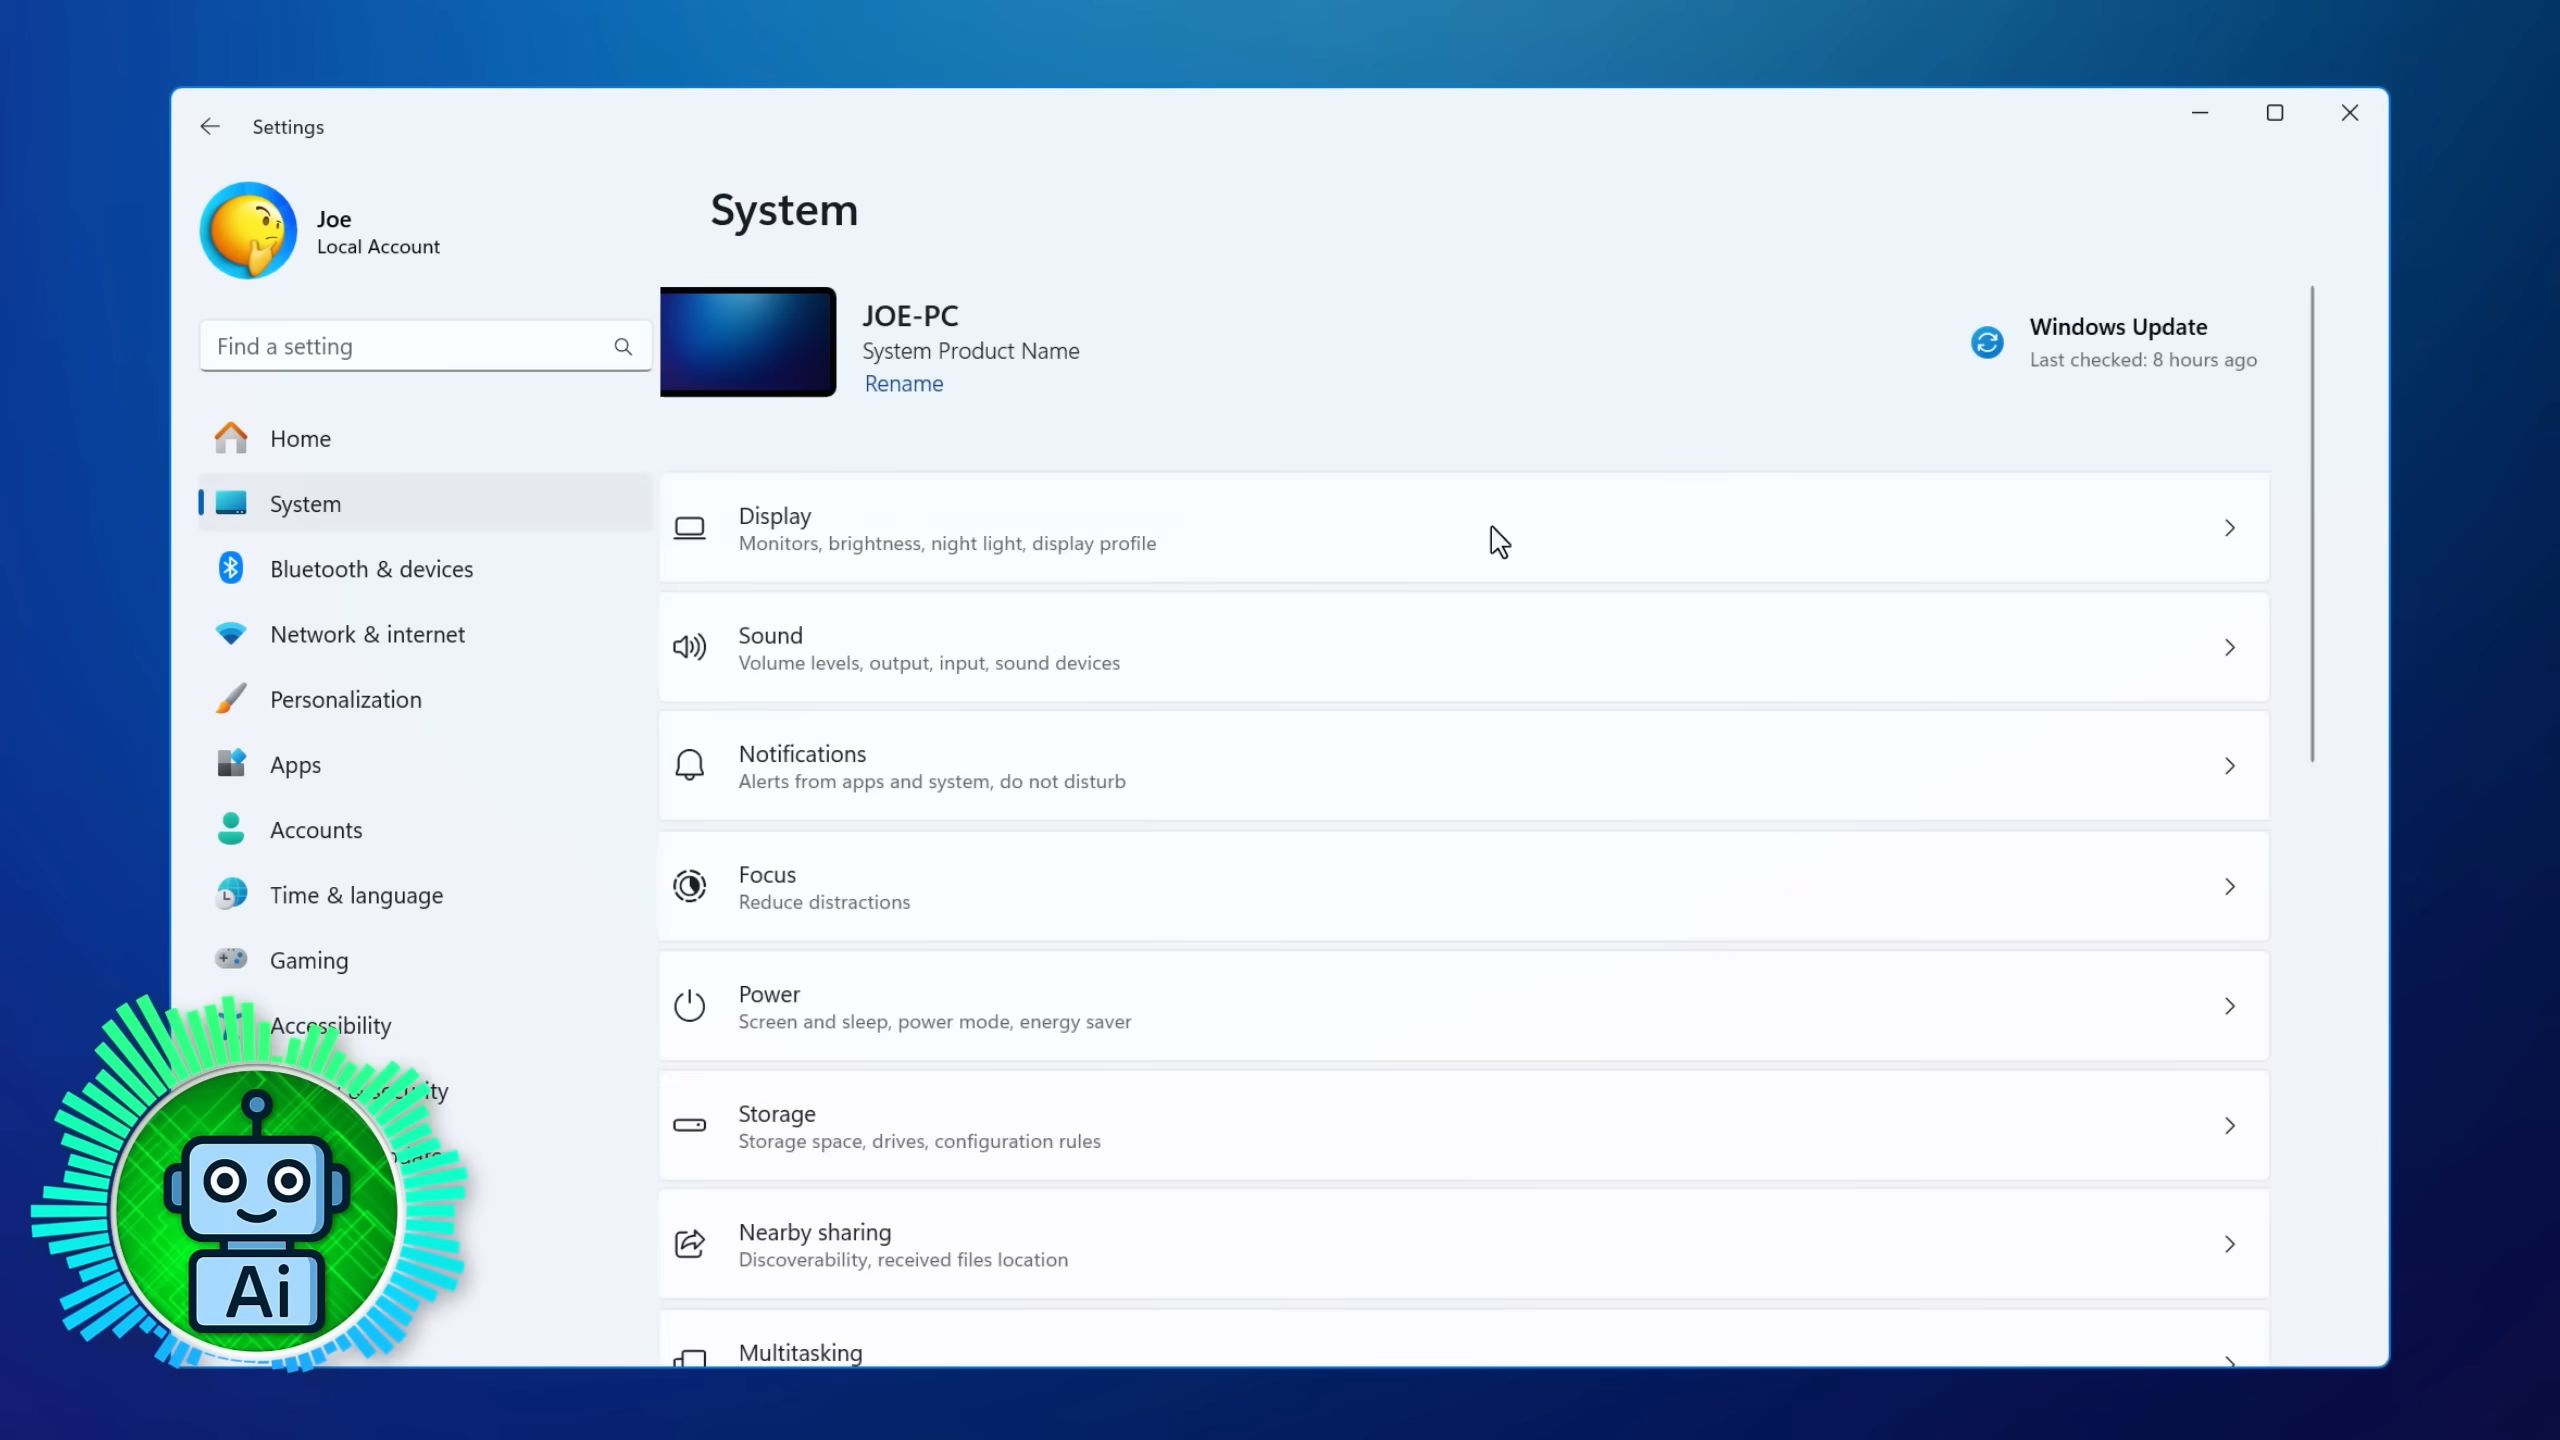 Settings
Joe
Local Account
Find a setting
Home
System
Bluetooth & devices
Network & internet
Personalization
Apps
Accounts
Time & language
Gaming
Accessibility
Ai
System
JOE-PC
System Product Name
Rename
Windows Update
Last checked: 8 hours ago
Display
Monitors, brightness, night light, display profile
Sound
Volume levels, output, input, sound devices
Notifications
Alerts from apps and system, do not disturb
Focus
Reduce distractions
Power
Screen and sleep, power mode, energy saver
Storage
Storage space, drives, configuration rules
Nearby sharing
Discoverability, received files location
Multitasking